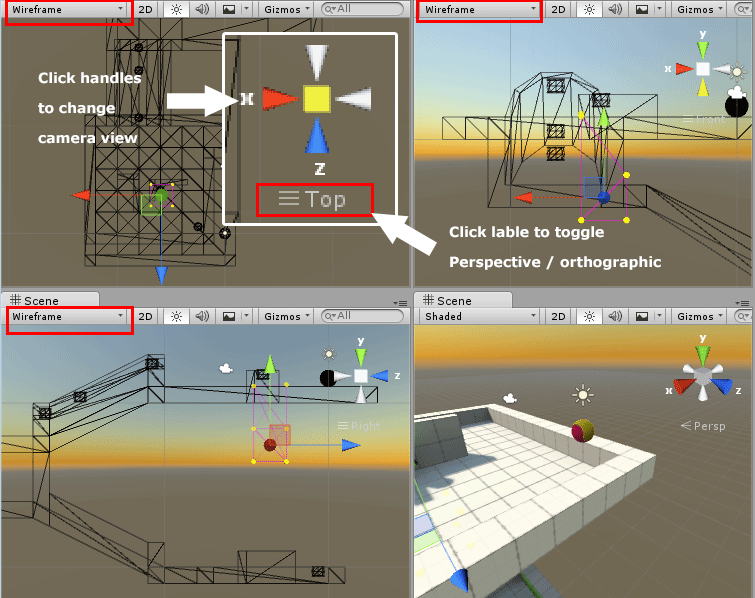 Wireframe 2D Gizmos All
Click handles
to change
camera view
x
z
Top
Wireframe 2D Gizmos
y
x
Front
Click lable to toggle
Perspective / orthographic
Scene
Wireframe 2D Gizmos All
y
z
Right
Scene
Shaded 2D Gizmos
y
x
z
Persp